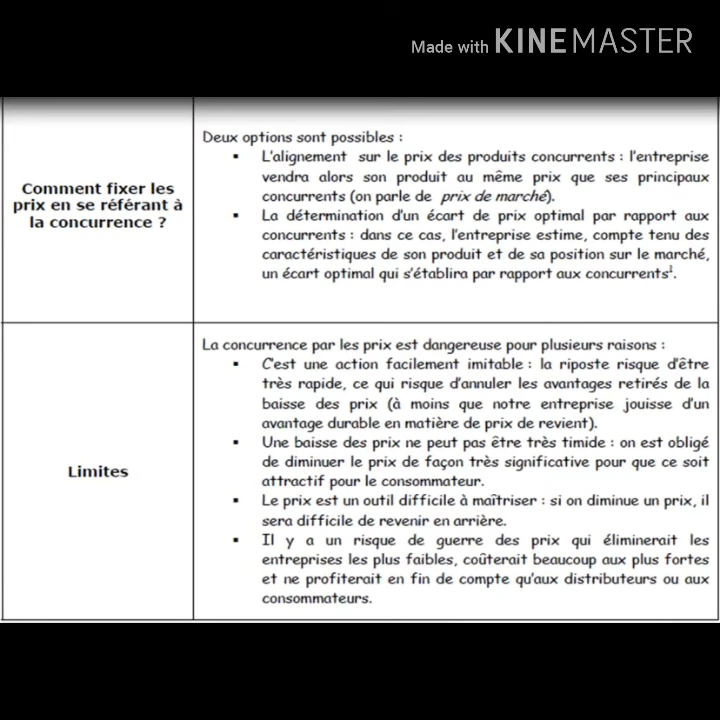 Made with KINEMASTER
Comment fixer les
prix en se référant à
la concurrence ?
Deux options sont possibles :
▪ L'alignement sur le prix des produits concurrents : l'entreprise
vendra alors son produit au même prix que ses principaux
concurrents (on parle de prix de marché).
▪ La détermination d'un écart de prix optimal par rapport aux
concurrents : dans ce cas, l'entreprise estime, compte tenu des
caractéristiques de son produit et de sa position sur le marché,
un écart optimal qui s'établira par rapport aux concurrents².
Limites
La concurrence par les prix est dangereuse pour plusieurs raisons :
▪ C'est une action facilement imitable : la riposte risque d'être
très rapide, ce qui risque d'annuler les avantages retirés de la
baisse des prix (à moins que notre entreprise jouisse d'un
avantage durable en matière de prix de revient).
▪ Une baisse des prix ne peut pas être très timide : on est obligé
de diminuer le prix de façon très significative pour que ce soit
attractif pour le consommateur.
▪ Le prix est un outil difficile à maîtriser : si on diminue un prix, il
sera difficile de revenir en arrière.
▪ Il y a un risque de guerre des prix qui éliminerait les
entreprises les plus faibles, coûterait beaucoup aux plus fortes
et ne profiterait en fin de compte qu'aux distributeurs ou aux
consommateurs.